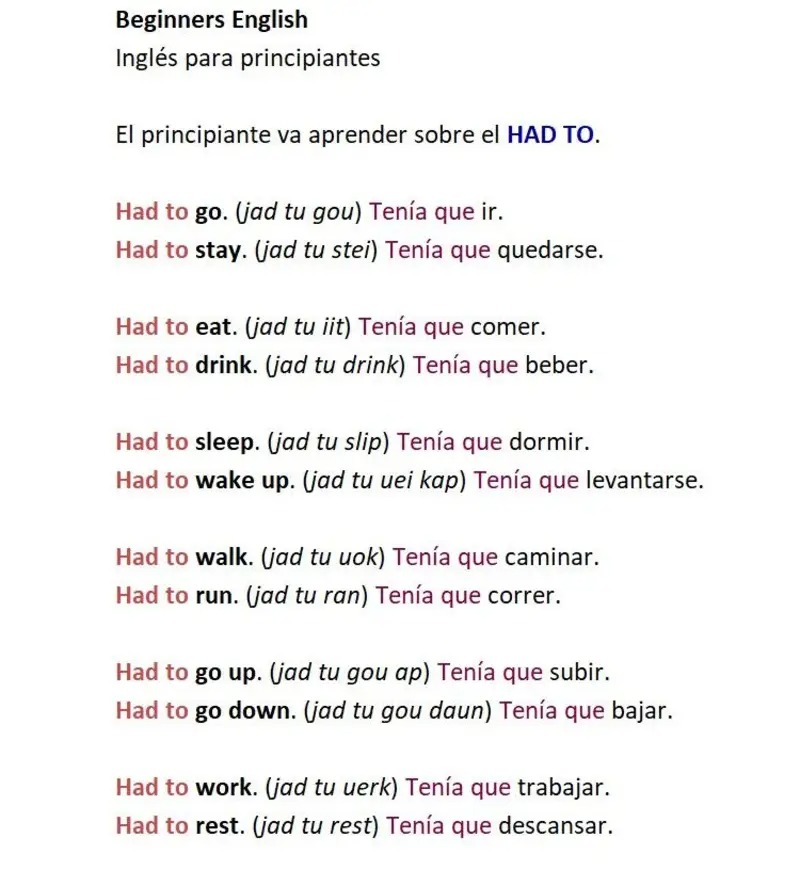 Beginners English
Inglés para principiantes
El principiante va aprender sobre el HAD TO.
Had to go. (jad tu gou) Tenía que ir.
Had to stay. (jad tu stei) Tenía que quedarse.
Had to eat. (jad tu iit) Tenía que comer.
Had to drink. (jad tu drink) Tenía que beber.
Had to sleep. (jad tu slip) Tenía que dormir.
Had to wake up. (jad tu uei kap) Tenía que levantarse.
Had to walk. (jad tu uok) Tenía que caminar.
Had to run. (jad tu ran) Tenía que correr.
Had to go up. (jad tu gou ap) Tenía que subir.
Had to go down. (jad tu gou daun) Tenía que bajar.
Had to work. (jad tu uerk) Tenía que trabajar.
Had to rest. (jad tu rest) Tenía que descansar.